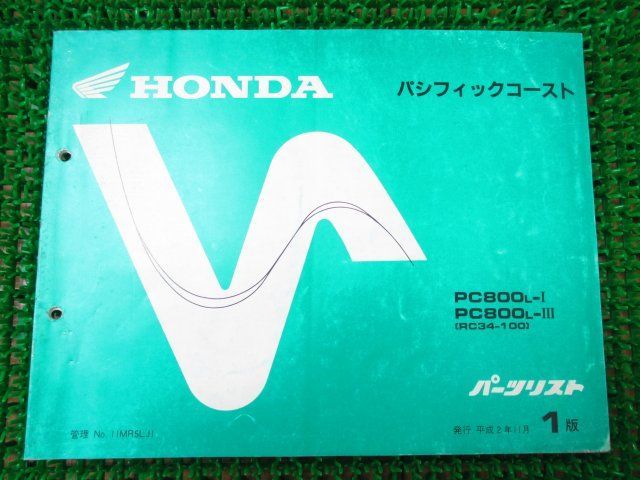 HONDA
パシフィックコースト
PC800L-I
PC800L-III
(RC34-100)
パーツリスト
管理 No. 11MR5LJ1
発行 平成2年11月 1版